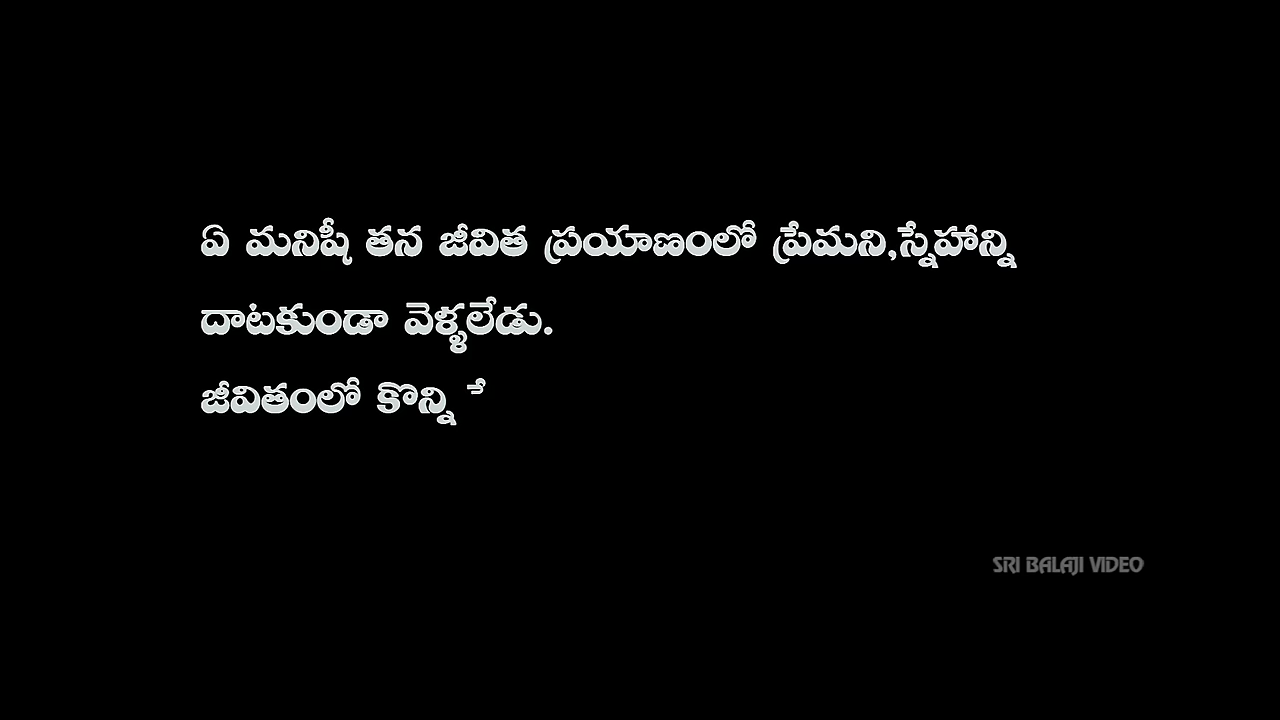 ఏ మనిషీ తన జీవిత ప్రయాణంలో ప్రేమని,స్నేహాన్ని
దాటకుండా వెళ్ళలేడు.
జీవితంలో కొన్ని
SRI BALAJI VIDEO